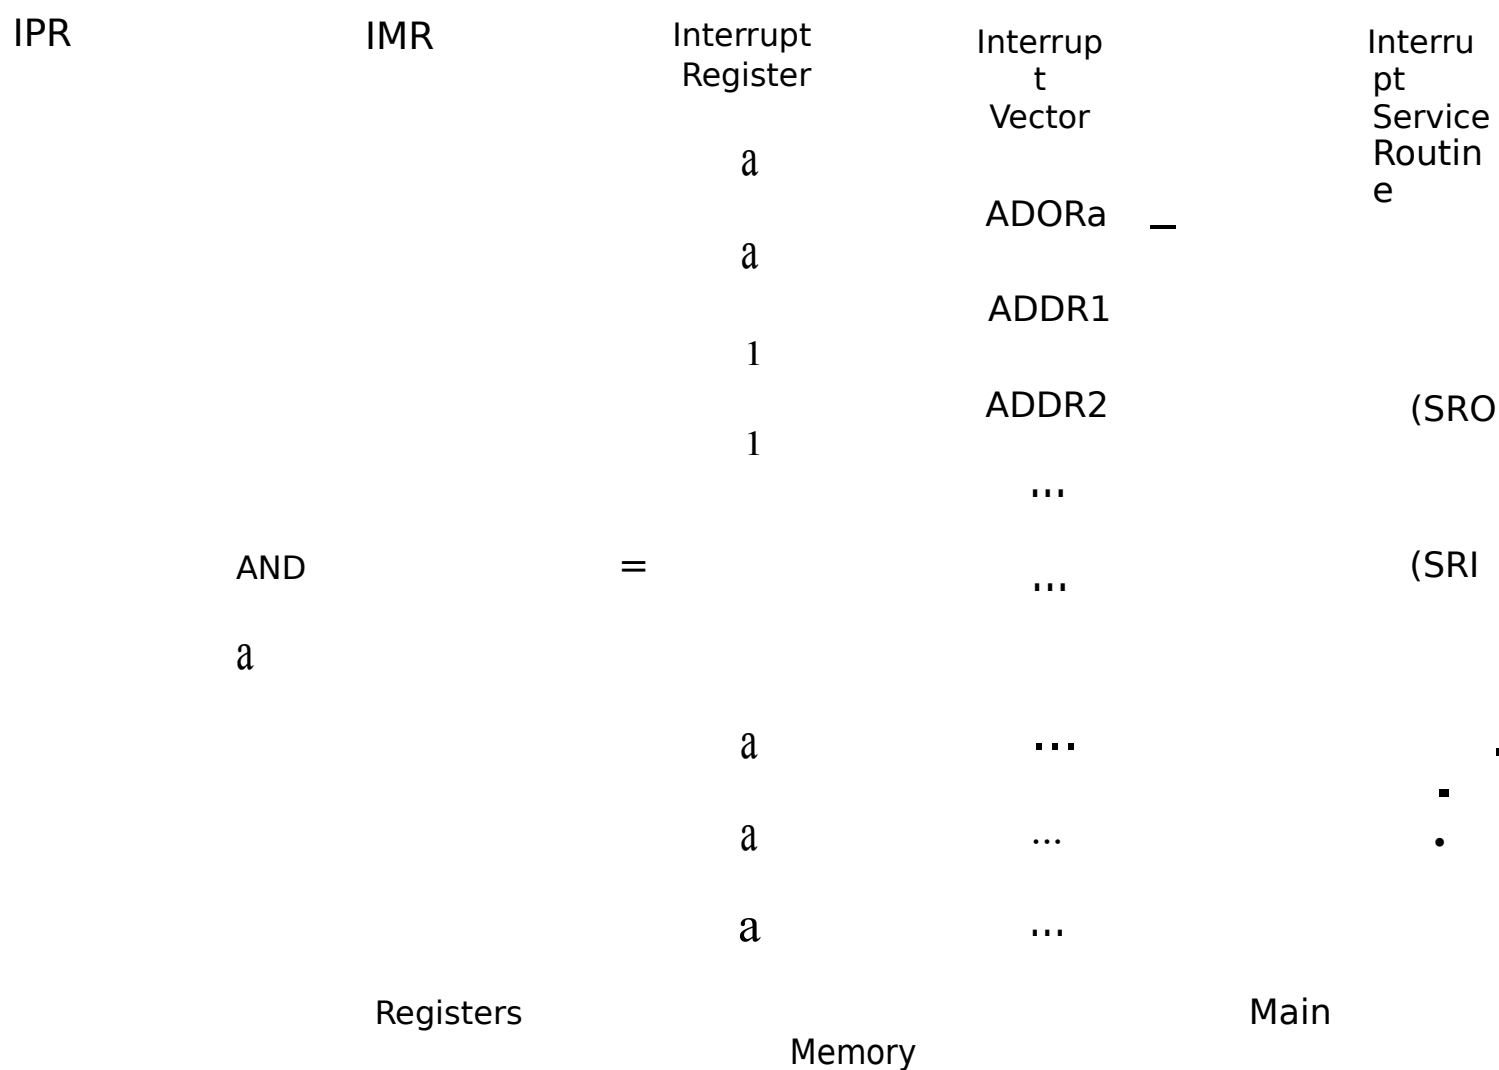 IPR
IMR
Interrupt
Register
Interrup
t
Vector
Interru
pt
Service
Routin
e
a
ADORa –
a
ADDR1
1
ADDR2
(SRO
1
...
AND
=
...
(SRI
a
a
...
.
.
a
...
•
a
...
Registers
Main
Memory